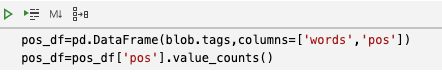 M↓
pos_df=pd.DataFrame(blob.tags,columns=['words','pos'])
pos_df=pos_df['pos'].value_counts()